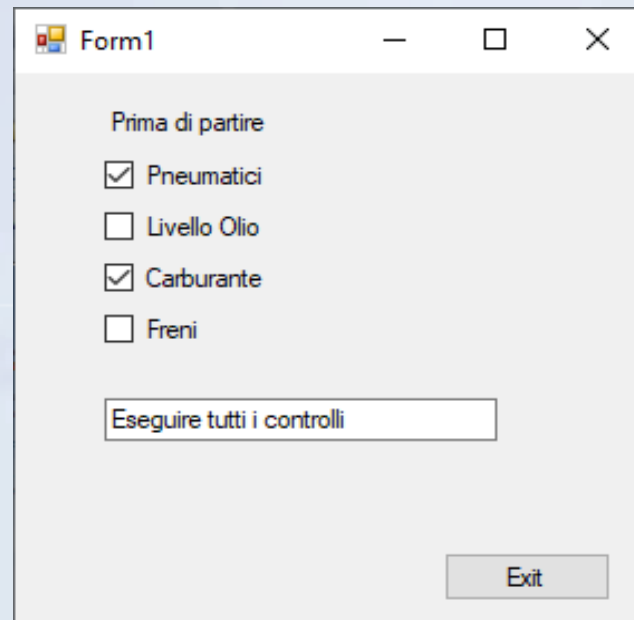 Form1
Prima di partire
Pneumatici
Livello Olio
Carburante
Freni
Eseguire tutti i controlli
Exit